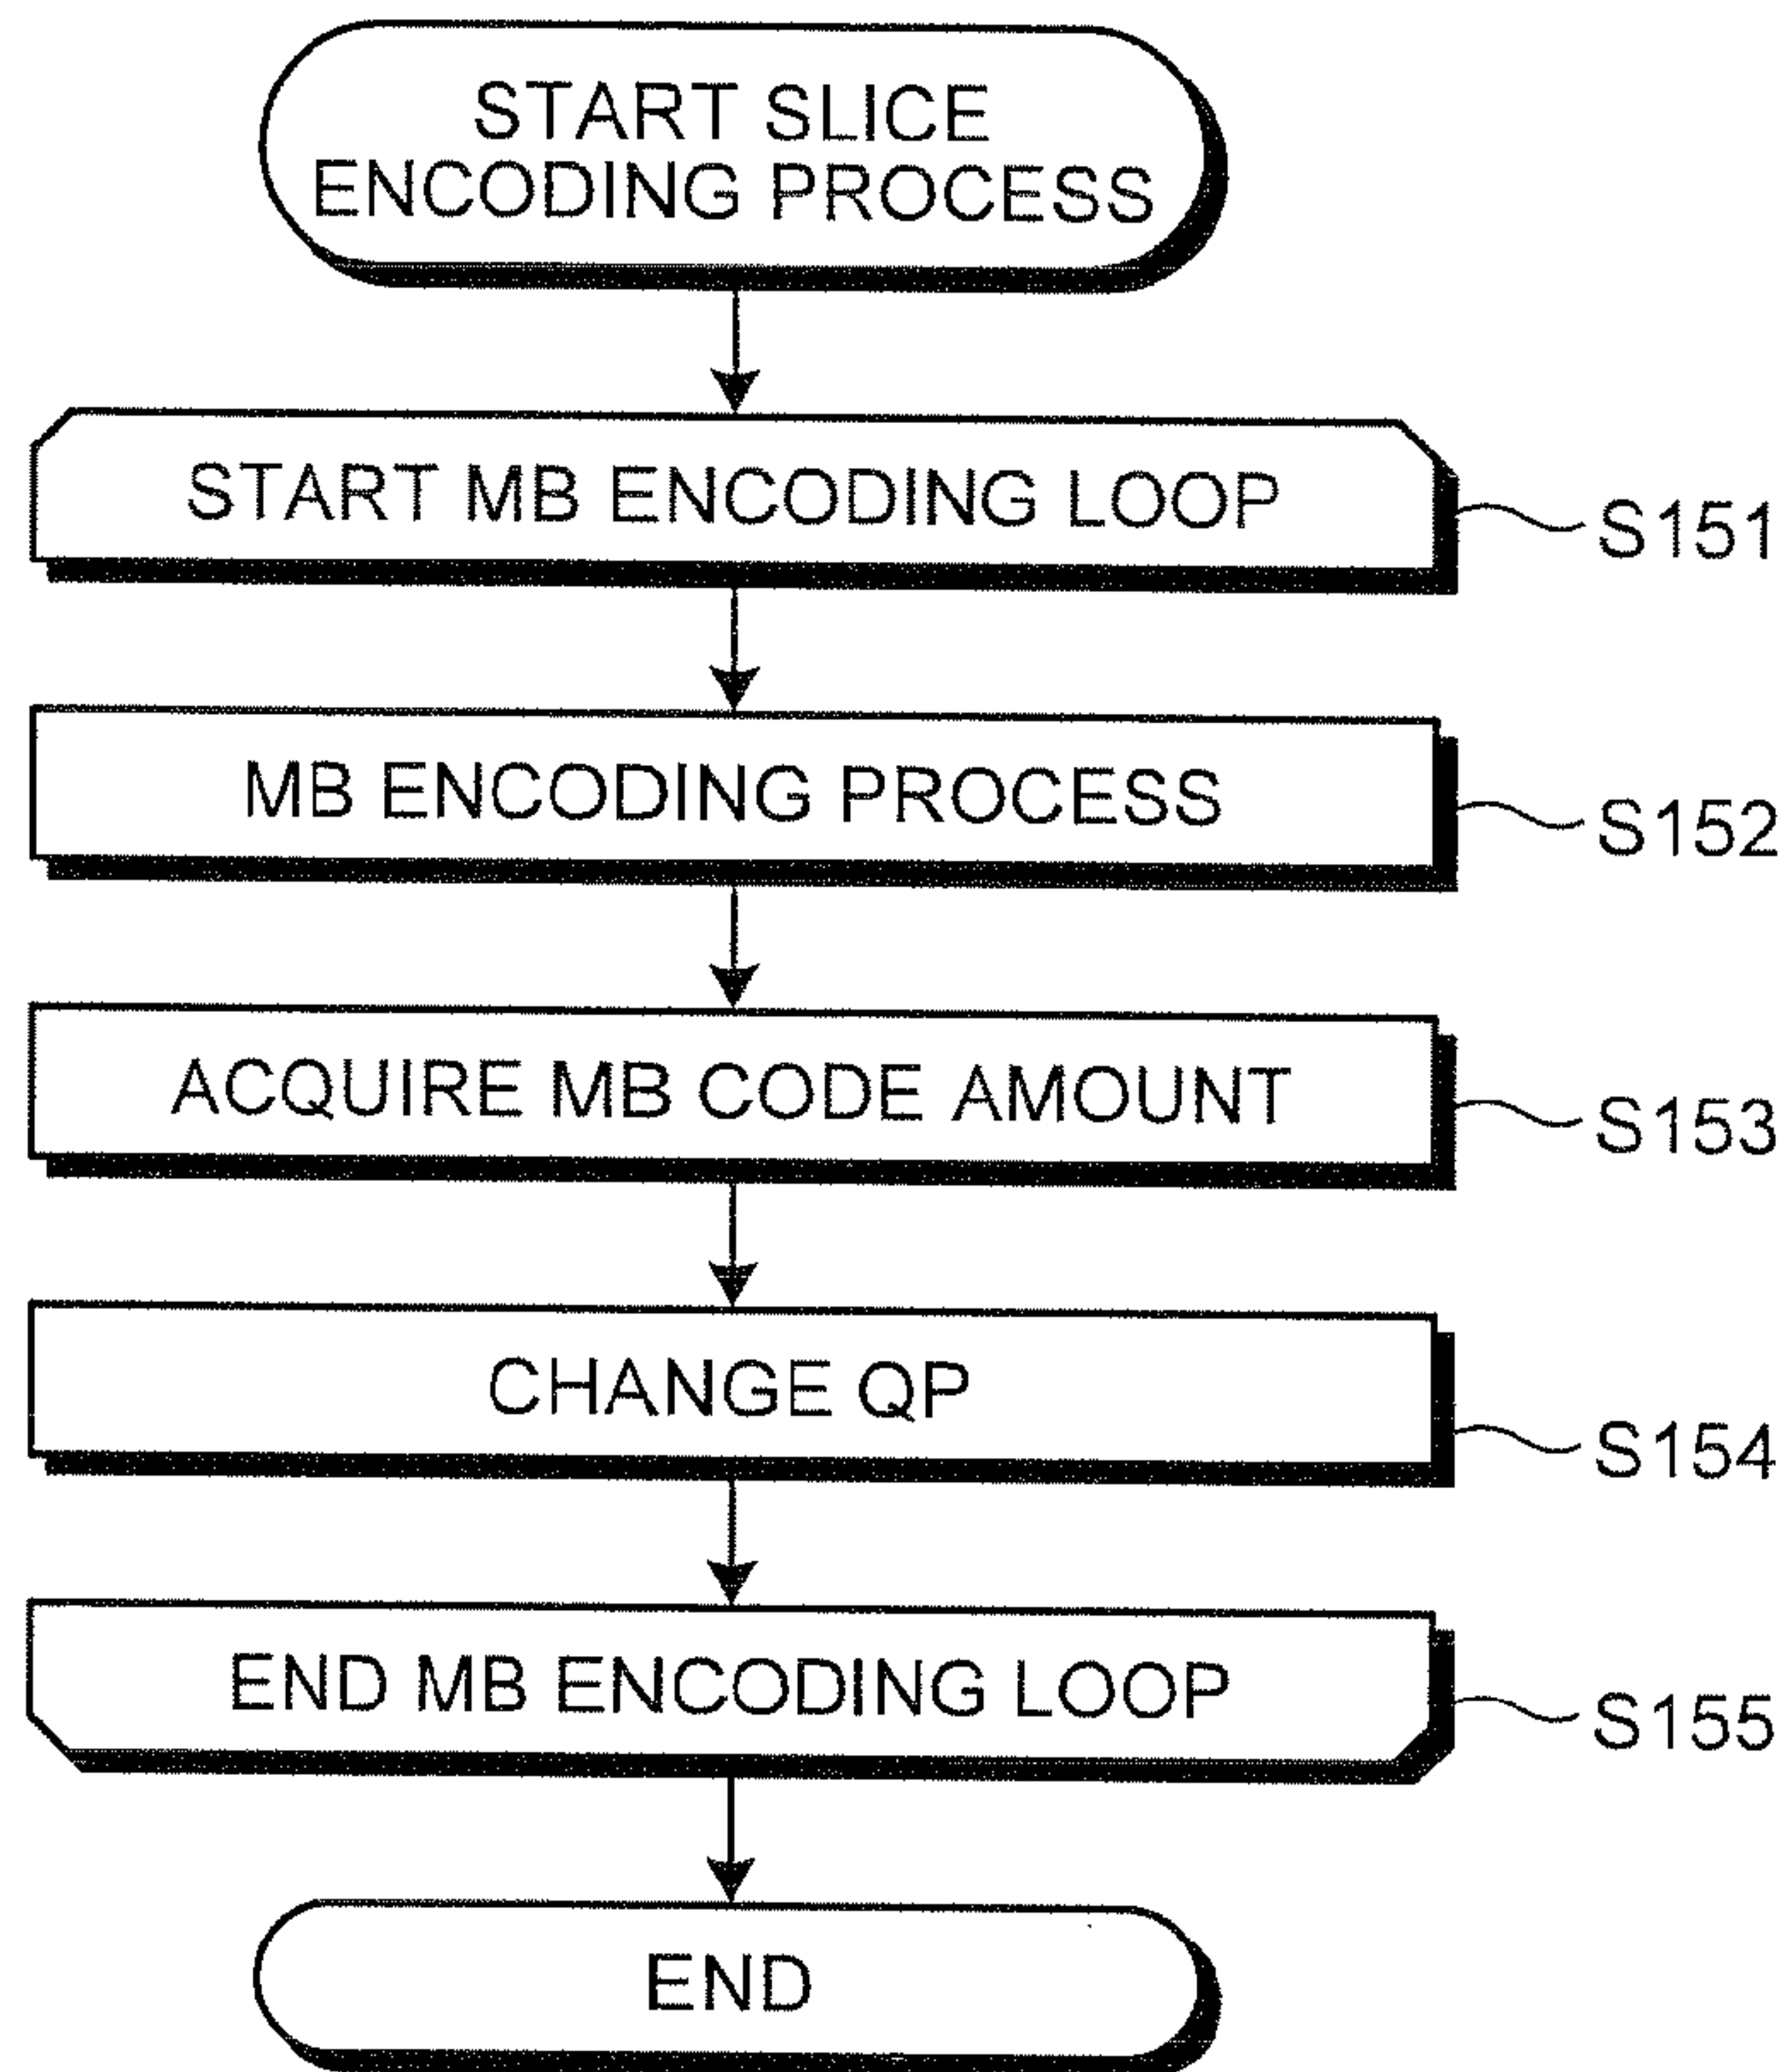 START SLICE
ENCODING PROCESS
START MB ENCODING LOOP
S151
MB ENCODING PROCESS
S152
ACQUIRE MB CODE AMOUNT
S153
CHANGE QP
S154
END MB ENCODING LOOP
S155
END